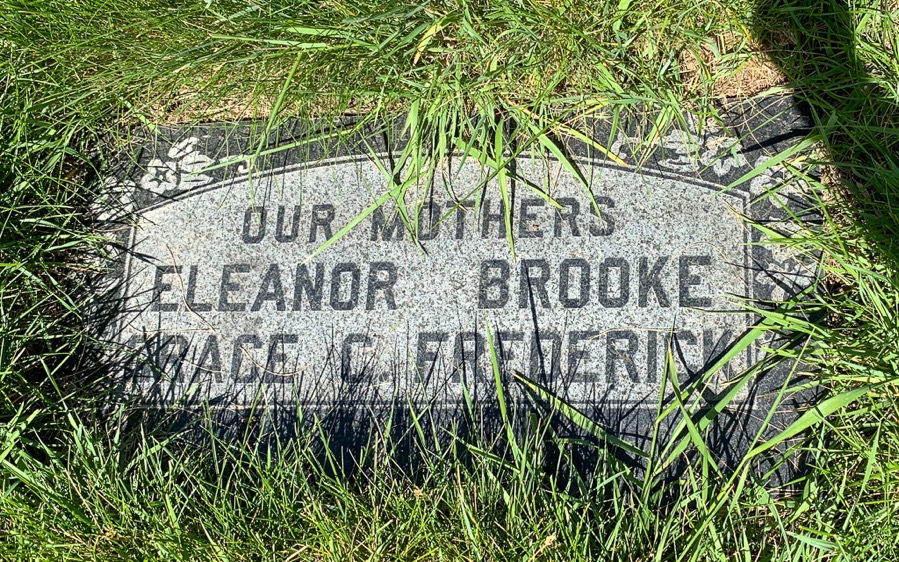 OUR MOTHERS
ELEANOR BROOKE
GRACE C. FREDERICK